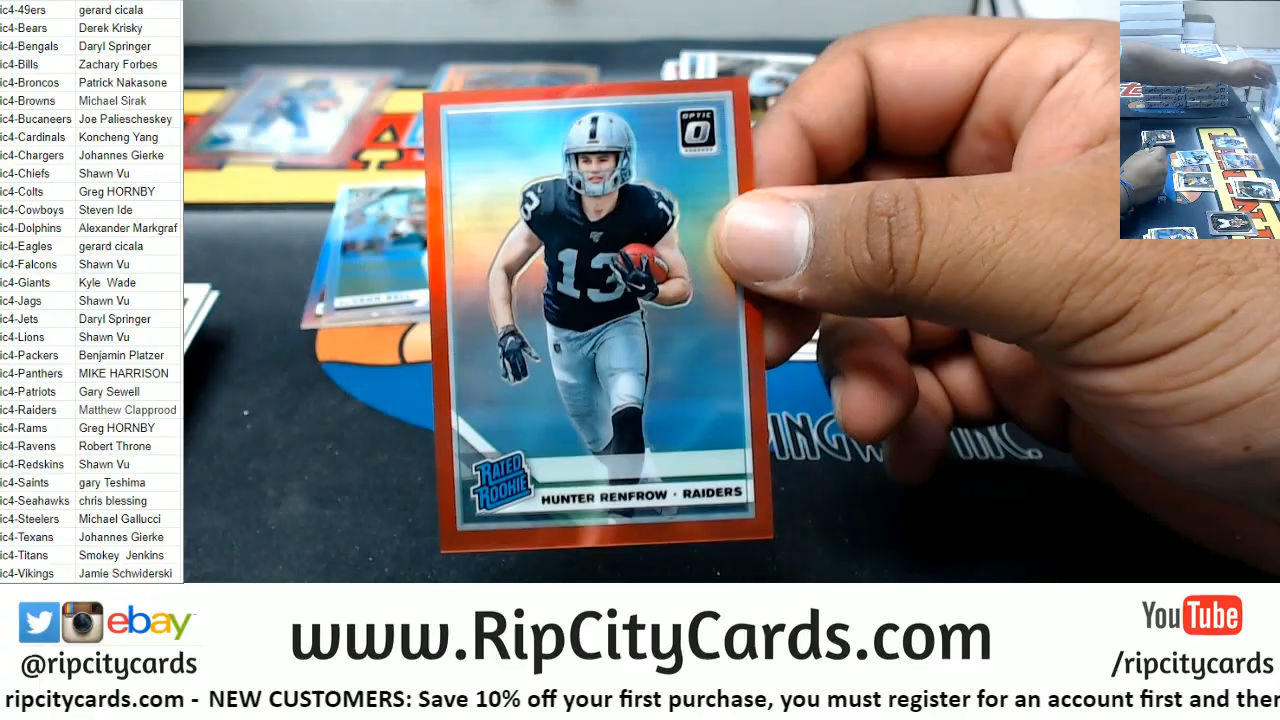 ic4-49ers gerard cicala
ic4-Bears Derek Krisky
ic4-Bengals Daryl Springer
ic4-Bills Zachary Forbes
ic4-Broncos Patrick Nakasone
ic4-Browns Michael Sirak
ic4-Bucaneers Joe Paliescheskey
ic4-Cardinals Koncheng Yang
ic4-Chargers Johannes Gierke
ic4-Chiefs Shawn Vu
ic4-Colts Greg HORNBY
ic4-Cowboys Steven Ide
ic4-Dolphins Alexander Markgraf
ic4-Eagles gerard cicala
ic4-Falcons Shawn Vu
ic4-Giants Kyle Wade
ic4-Jags Shawn Vu
ic4-Jets Daryl Springer
ic4-Lions Shawn Vu
ic4-Packers Benjamin Platzer
ic4-Panthers MIKE HARRISON
ic4-Patriots Gary Sewell
ic4-Raiders Matthew Clapprood
ic4-Rams Greg HORNBY
ic4-Ravens Robert Throne
ic4-Redskins Shawn Vu
ic4-Saints gary Teshima
ic4-Seahawks chris blessing
ic4-Steelers Michael Gallucci
ic4-Texans Johannes Gierke
ic4-Titans Smokey Jenkins
ic4-Vikings Jamie Schwiderski
OPTIC
13
13
13
RATED
ROOKIE
HUNTER RENFROW · RAIDERS
INC.
ebay
@ripcitycards
www.RipCityCards.com
YouTube
/ripcitycards
ripcitycards.com - NEW CUSTOMERS: Save 10% off your first purchase, you must register for an account first and then